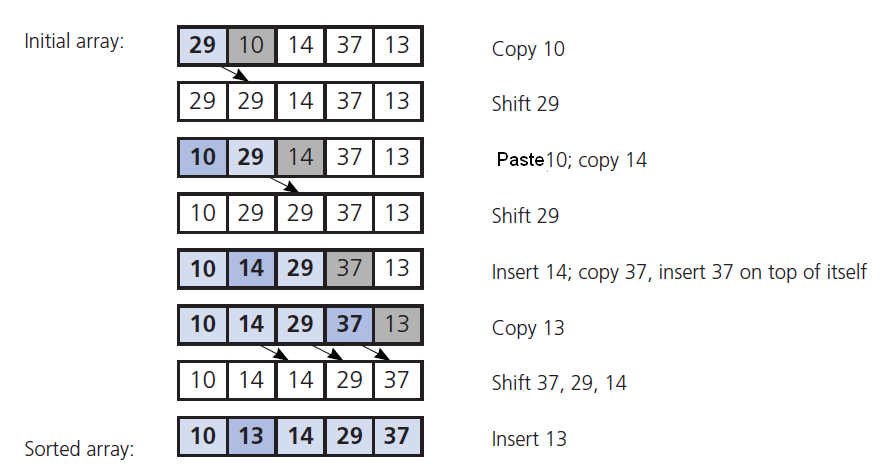 Initial array: 29 10 14 37 13 Copy 10
29 29 14 37 13 Shift 29
10 29 14 37 13 Paste 10; copy 14
10 29 29 37 13 Shift 29
10 14 29 37 13 Insert 14; copy 37, insert 37 on top of itself
10 14 29 37 13 Copy 13
10 14 14 29 37 Shift 37, 29, 14
Sorted array: 10 13 14 29 37 Insert 13